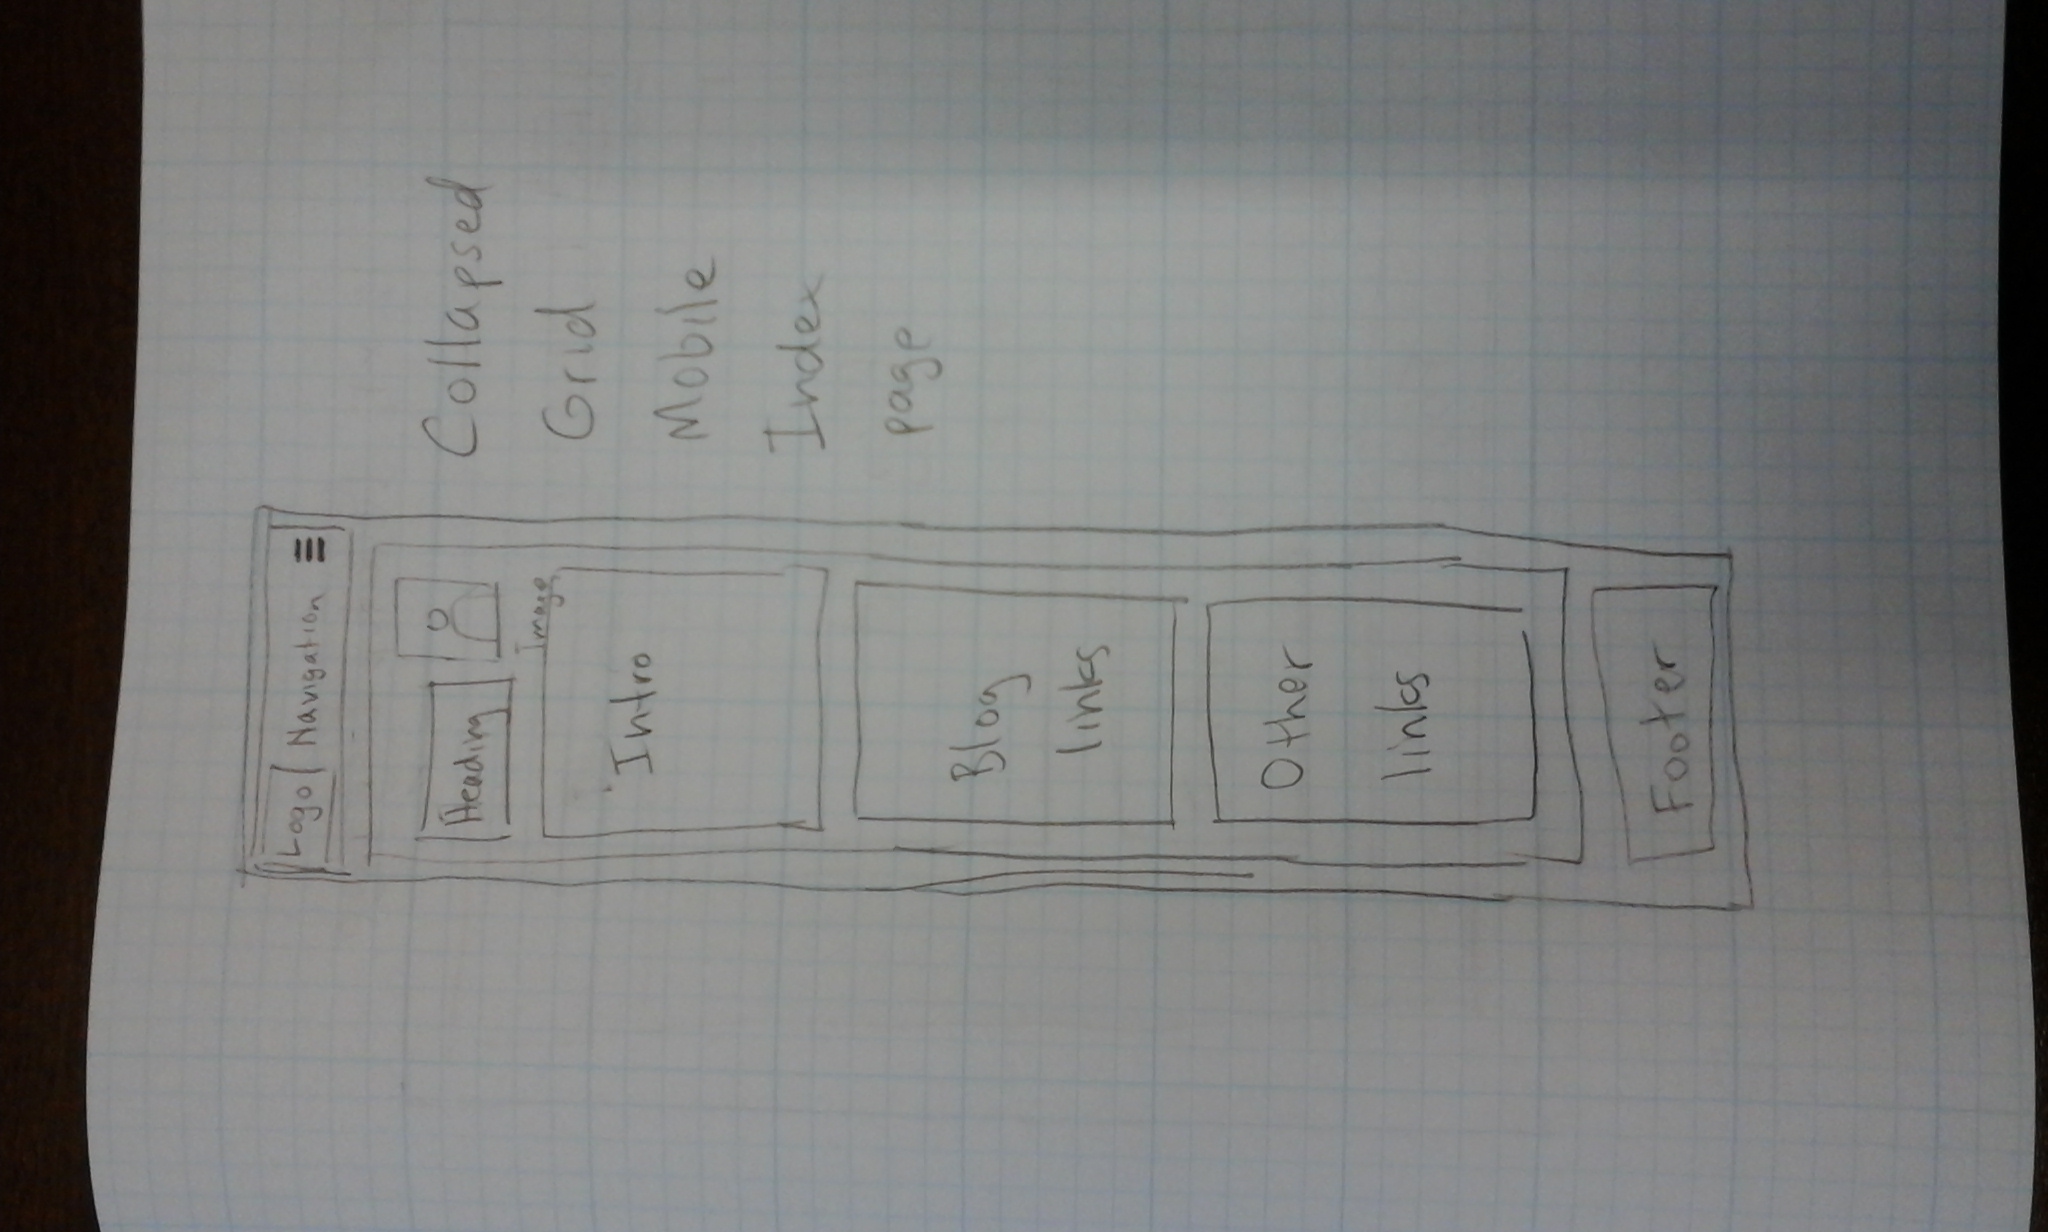 Logo Navigation
Heading
Image
Intro
Blog
links
Other
links
Footer
Collapsed
Grid
Mobile
Index
page